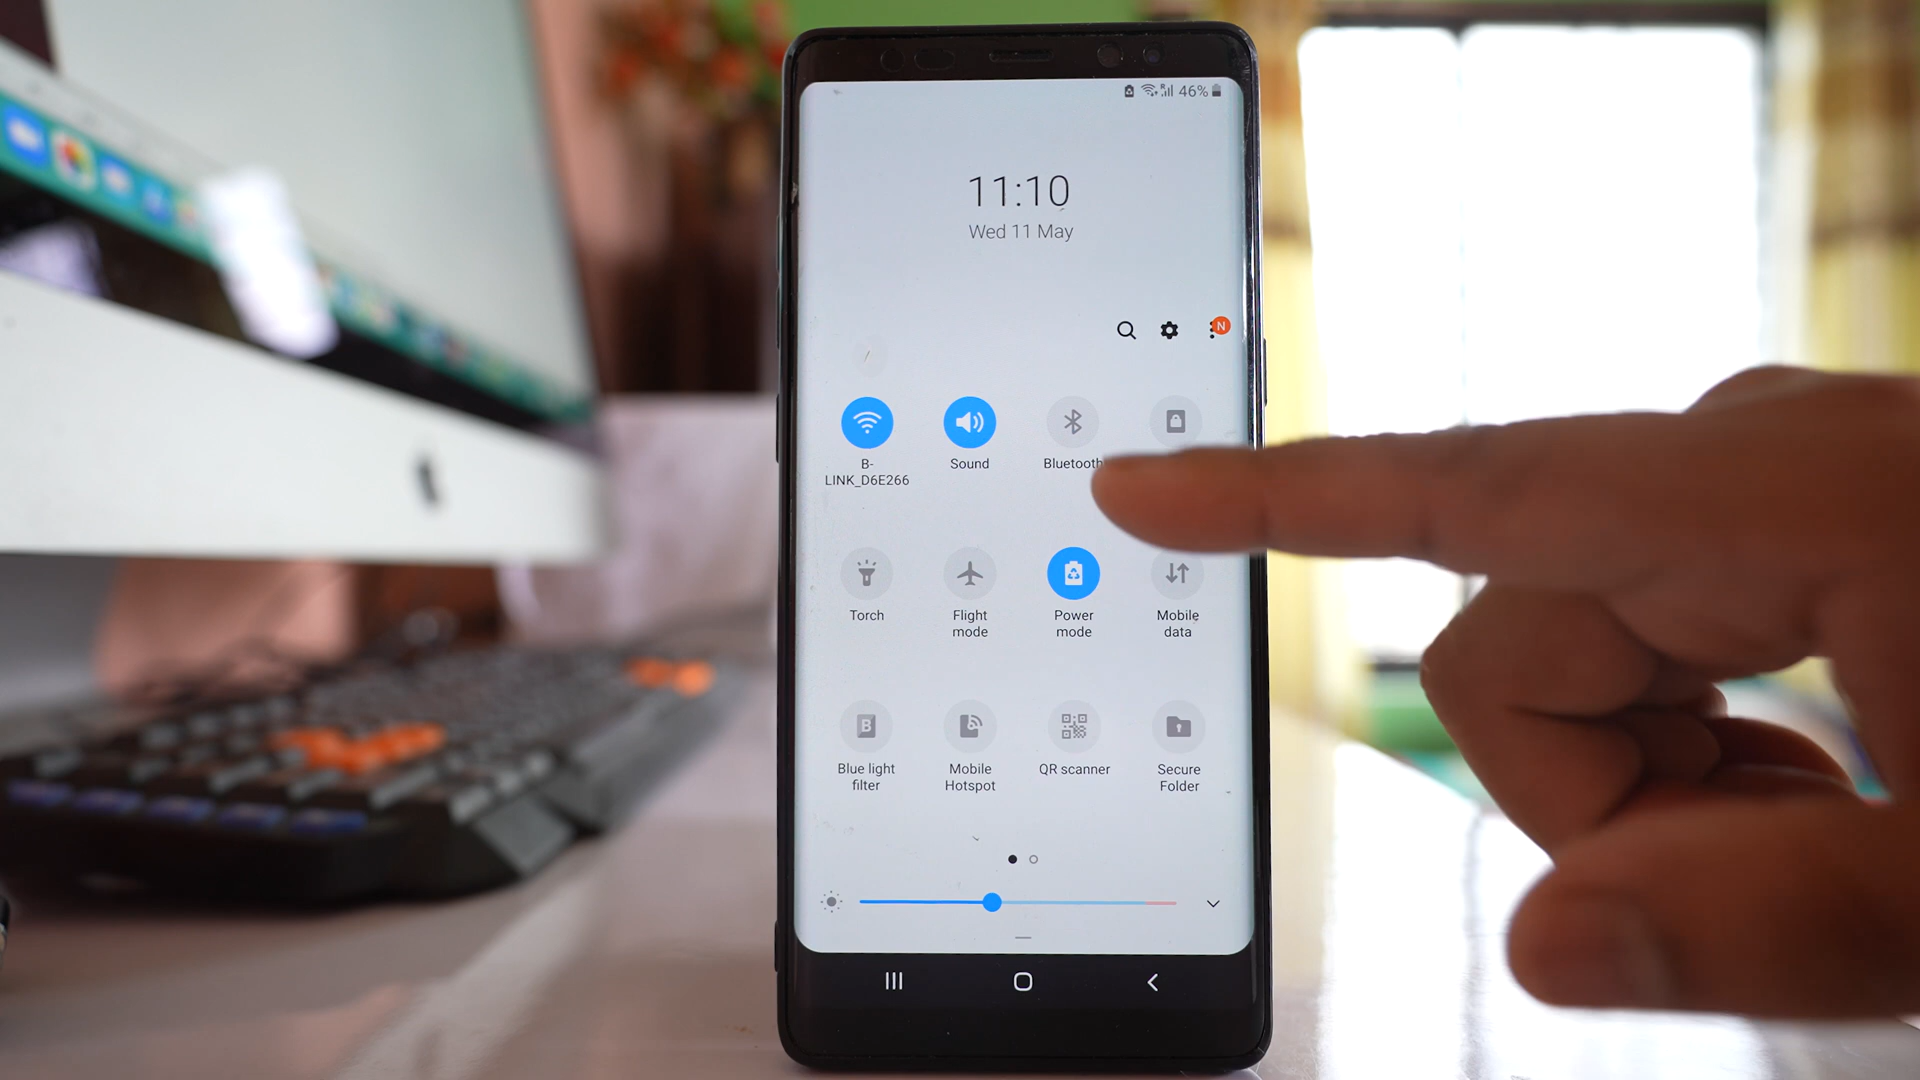 46%
11:10
Wed 11 May
N
B-
LINK_D6E266
Sound
Bluetooth
Torch
Flight
mode
Power
mode
Mobile
data
B
Blue light
filter
Mobile
Hotspot
QR scanner
Secure
Folder